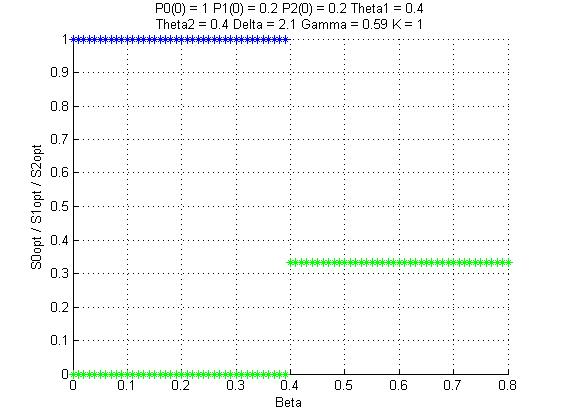 P0(0) = 1 P1(0) = 0.2 P2(0) = 0.2 Theta1 = 0.4
Theta2 = 0.4 Delta = 2.1 Gamma = 0.59 K = 1
1
0.9
0.8
0.7
0.6
0.5
0.4
0.3
0.2
0.1
0
S0opt / S1opt / S2opt
0 0.1 0.2 0.3 0.4 0.5 0.6 0.7 0.8
Beta